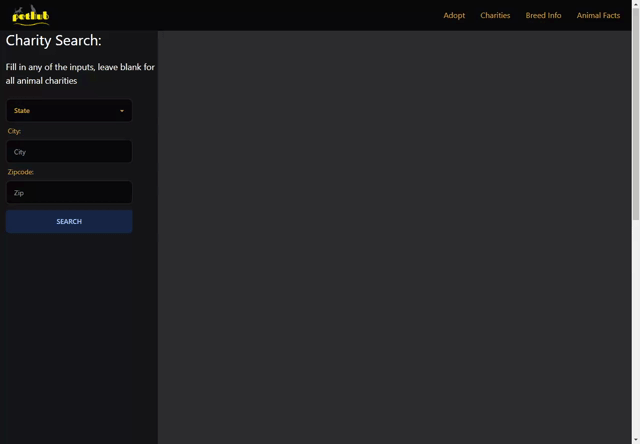 petHub
Adopt
Charities
Breed Info
Animal Facts
Charity Search:
Fill in any of the inputs, leave blank for
all animal charities
State
City:
City
Zipcode:
Zip
SEARCH